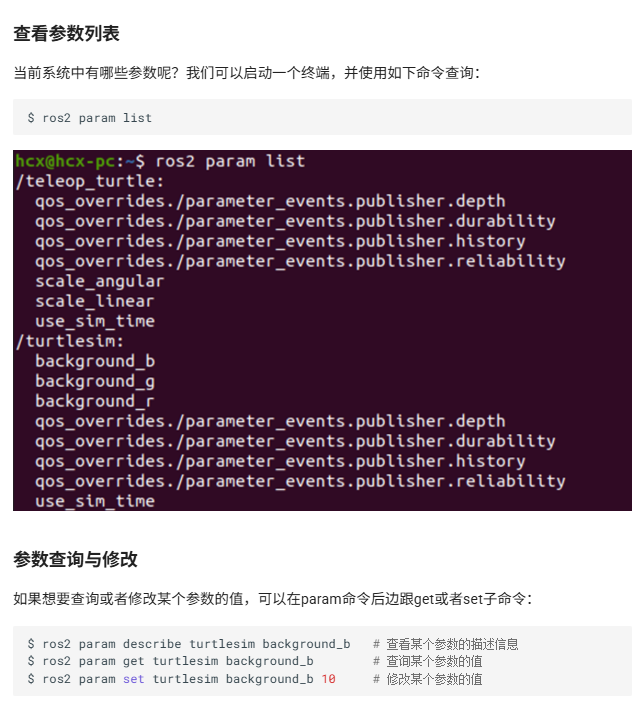 查看参数列表
当前系统中有哪些参数呢？我们可以启动一个终端，并使用如下命令查询：
$ ros2 param list
hcx@hcx-pc:~$ ros2 param list
/teleop_turtle:
  qos_overrides./parameter_events.publisher.depth
  qos_overrides./parameter_events.publisher.durability
  qos_overrides./parameter_events.publisher.history
  qos_overrides./parameter_events.publisher.reliability
  scale_angular
  scale_linear
  use_sim_time
/turtlesim:
  background_b
  background_g
  background_r
  qos_overrides./parameter_events.publisher.depth
  qos_overrides./parameter_events.publisher.durability
  qos_overrides./parameter_events.publisher.history
  qos_overrides./parameter_events.publisher.reliability
  use_sim_time
参数查询与修改
如果想要查询或者修改某个参数的值，可以在param命令后边跟get或者set子命令：
$ ros2 param describe turtlesim background_b   # 查看某个参数的描述信息
$ ros2 param get turtlesim background_b        # 查询某个参数的值
$ ros2 param set turtlesim background_b 10     # 修改某个参数的值